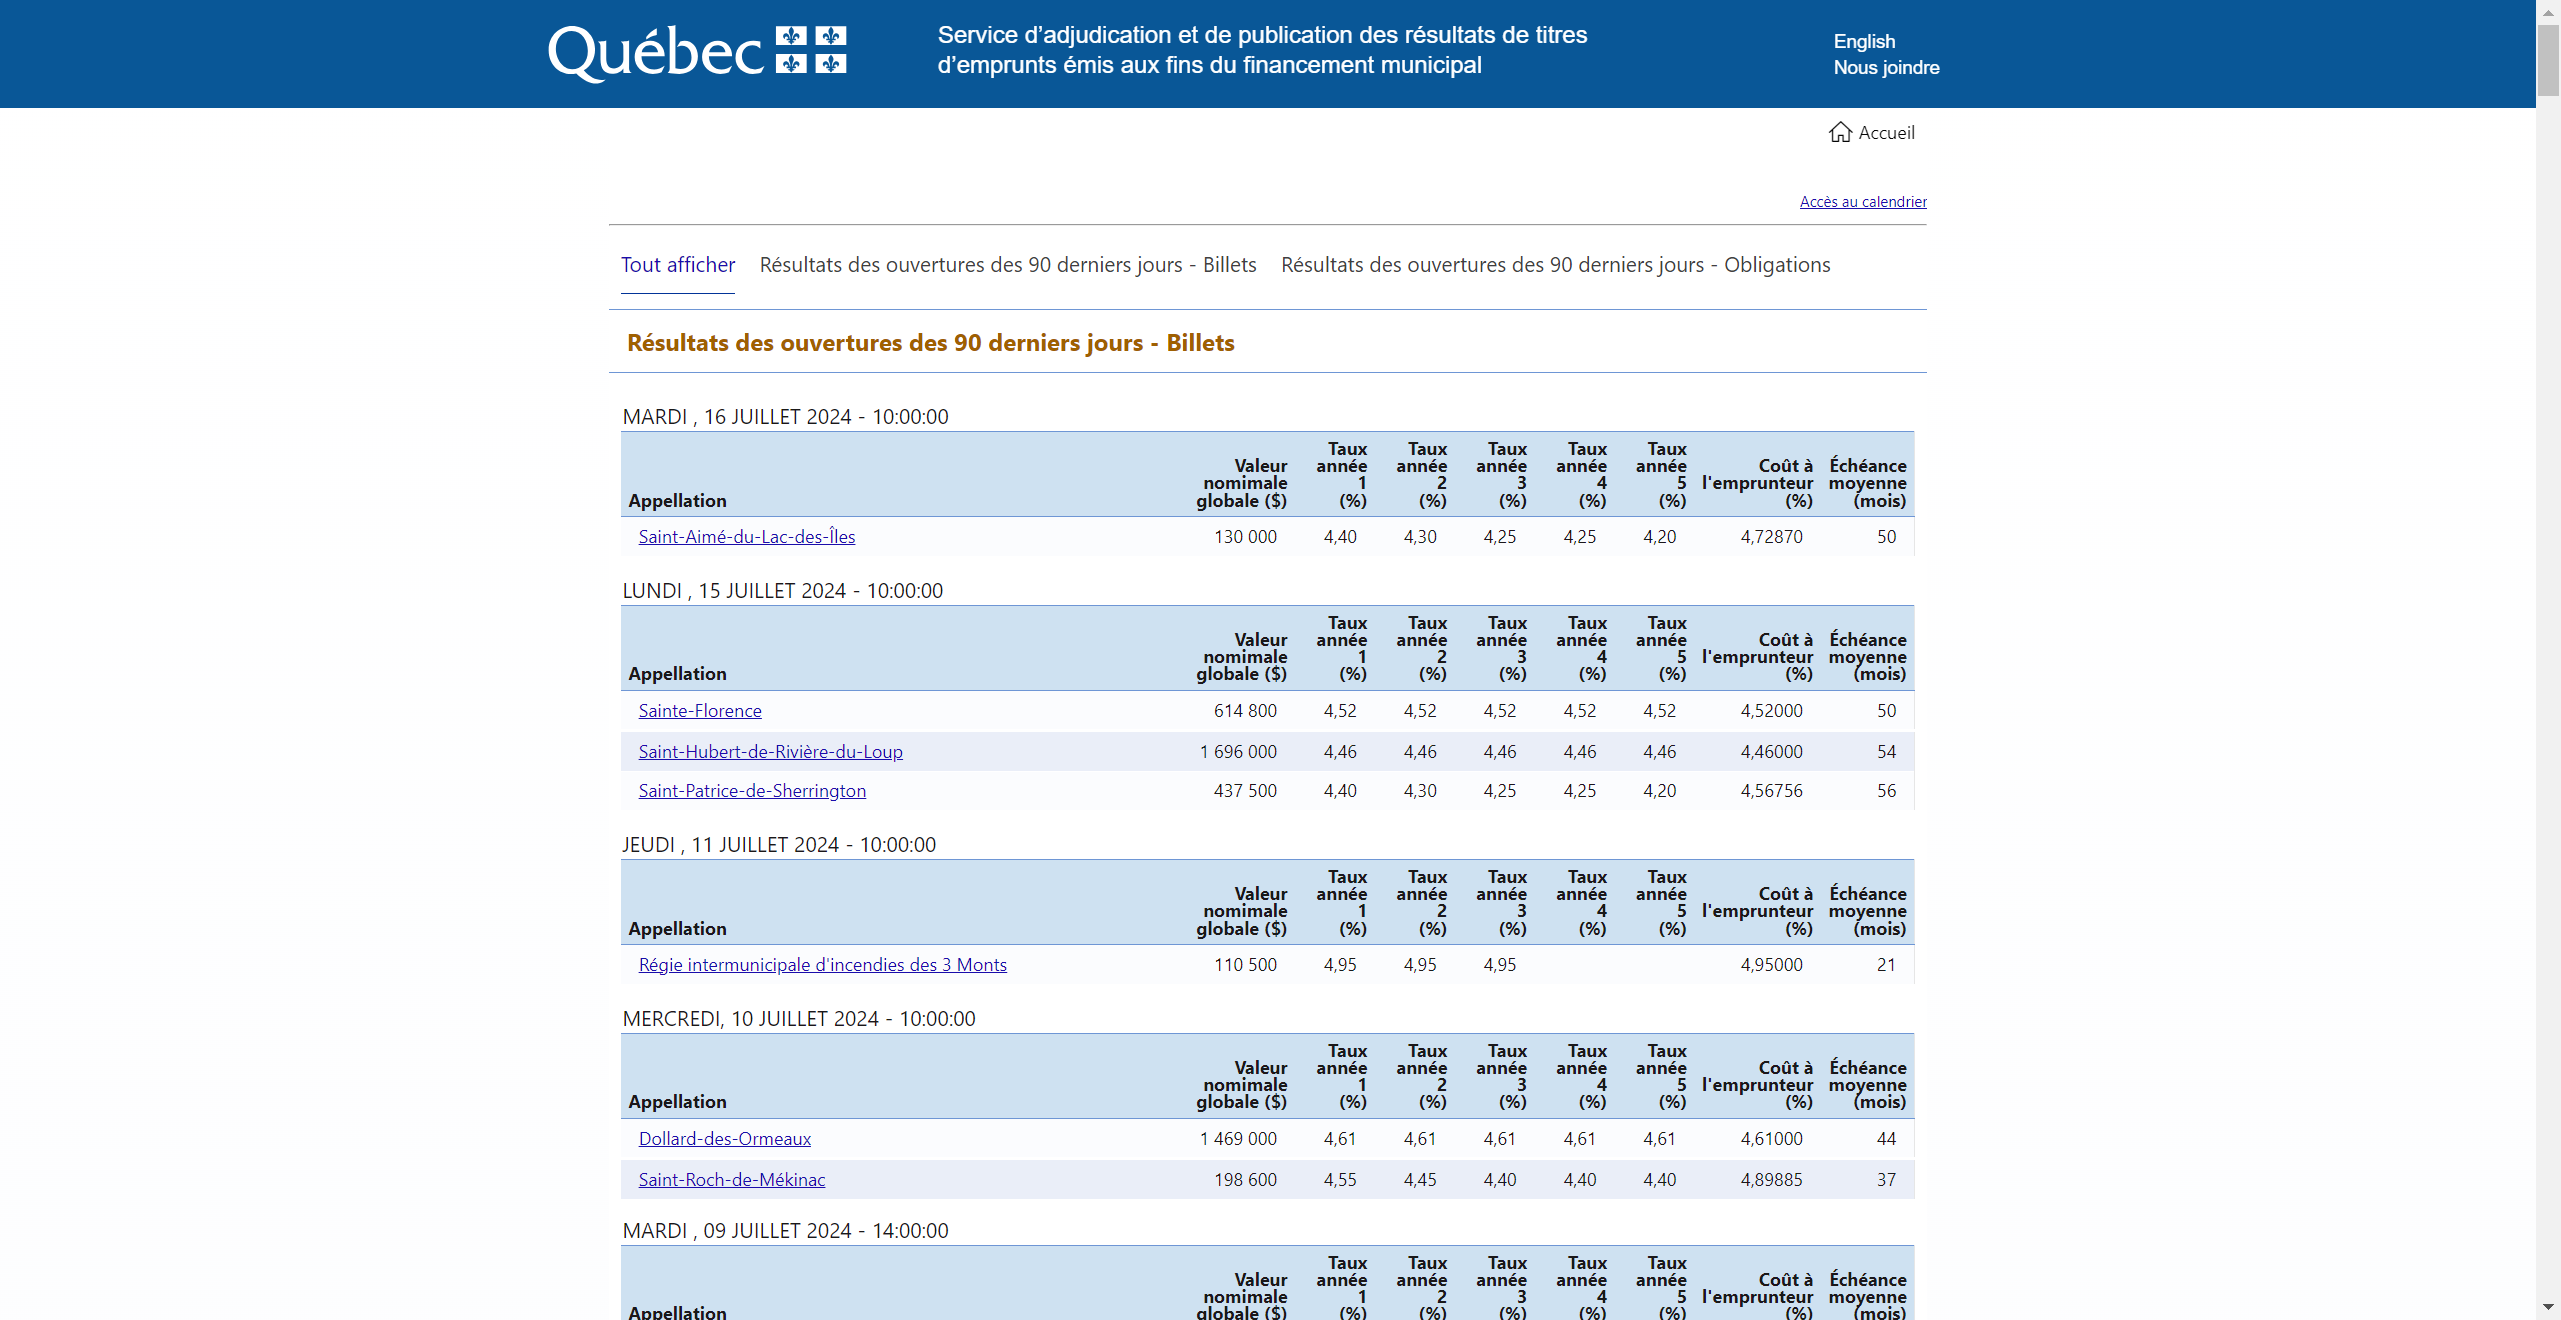 Québec
Service d’adjudication et de publication des résultats de titres
d’emprunts émis aux fins du financement municipal
English
Nous joindre
Accueil
Accès au calendrier
Tout afficher Résultats des ouvertures des 90 derniers jours - Billets Résultats des ouvertures des 90 derniers jours - Obligations
Résultats des ouvertures des 90 derniers jours - Billets
MARDI , 16 JUILLET 2024 - 10:00:00
Taux Taux Taux Taux Taux
Valeur année année année année année Coût à Échéance
nomimale 1 2 3 4 5 l'emprunteur moyenne
Appellation globale ($) (%) (%) (%) (%) (%) (%) (mois)
Saint-Aimé-du-Lac-des-Îles 130 000 4,40 4,30 4,25 4,25 4,20 4,72870 50
LUNDI , 15 JUILLET 2024 - 10:00:00
Taux Taux Taux Taux Taux
Valeur année année année année année Coût à Échéance
nomimale 1 2 3 4 5 l'emprunteur moyenne
Appellation globale ($) (%) (%) (%) (%) (%) (%) (mois)
Sainte-Florence 614 800 4,52 4,52 4,52 4,52 4,52 4,52000 50
Saint-Hubert-de-Rivière-du-Loup 1 696 000 4,46 4,46 4,46 4,46 4,46 4,46000 54
Saint-Patrice-de-Sherrington 437 500 4,40 4,30 4,25 4,25 4,20 4,56756 56
JEUDI , 11 JUILLET 2024 - 10:00:00
Taux Taux Taux Taux Taux
Valeur année année année année année Coût à Échéance
nomimale 1 2 3 4 5 l'emprunteur moyenne
Appellation globale ($) (%) (%) (%) (%) (%) (%) (mois)
Régie intermunicipale d'incendies des 3 Monts 110 500 4,95 4,95 4,95 4,95000 21
MERCREDI, 10 JUILLET 2024 - 10:00:00
Taux Taux Taux Taux Taux
Valeur année année année année année Coût à Échéance
nomimale 1 2 3 4 5 l'emprunteur moyenne
Appellation globale ($) (%) (%) (%) (%) (%) (%) (mois)
Dollard-des-Ormeaux 1 469 000 4,61 4,61 4,61 4,61 4,61 4,61000 44
Saint-Roch-de-Mékinac 198 600 4,55 4,45 4,40 4,40 4,40 4,89885 37
MARDI , 09 JUILLET 2024 - 14:00:00
Taux Taux Taux Taux Taux
Valeur année année année année année Coût à Échéance
nomimale 1 2 3 4 5 l'emprunteur moyenne
Appellation globale ($) (%) (%) (%) (%) (%) (%) (mois)